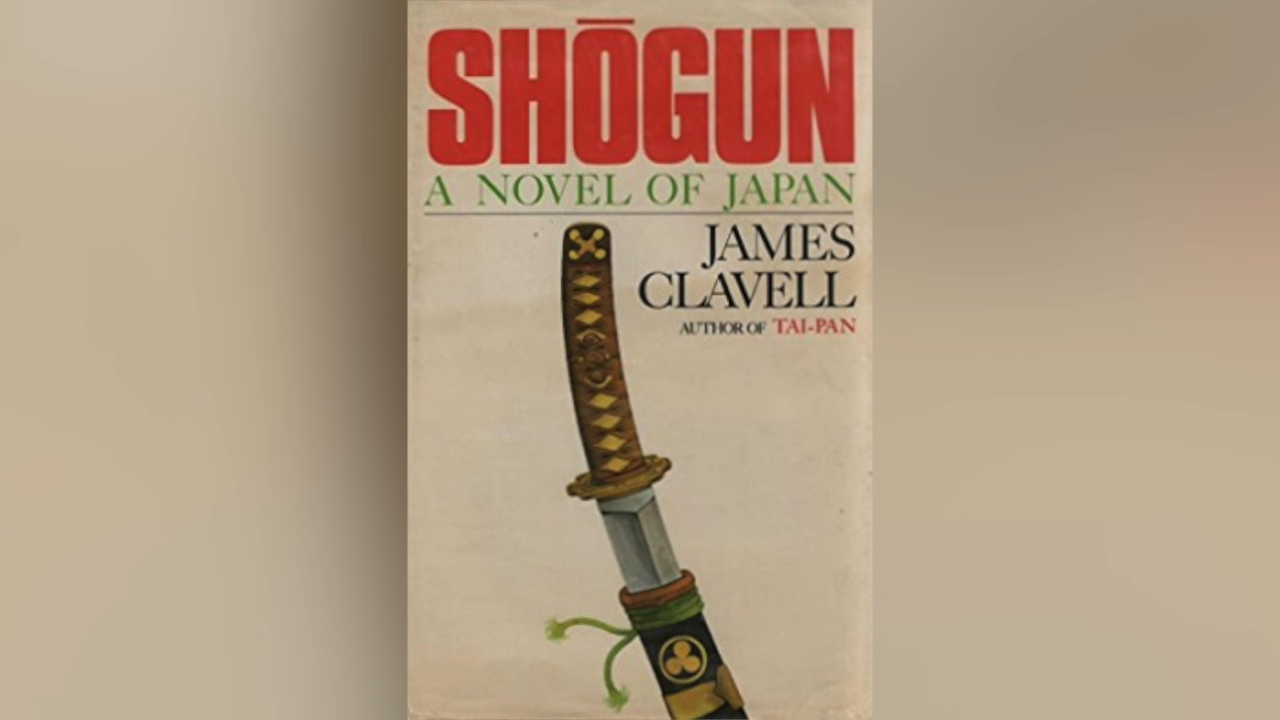 SHŌGUN
A NOVEL OF JAPAN
JAMES
CLAVELL
AUTHOR OF TAI-PAN